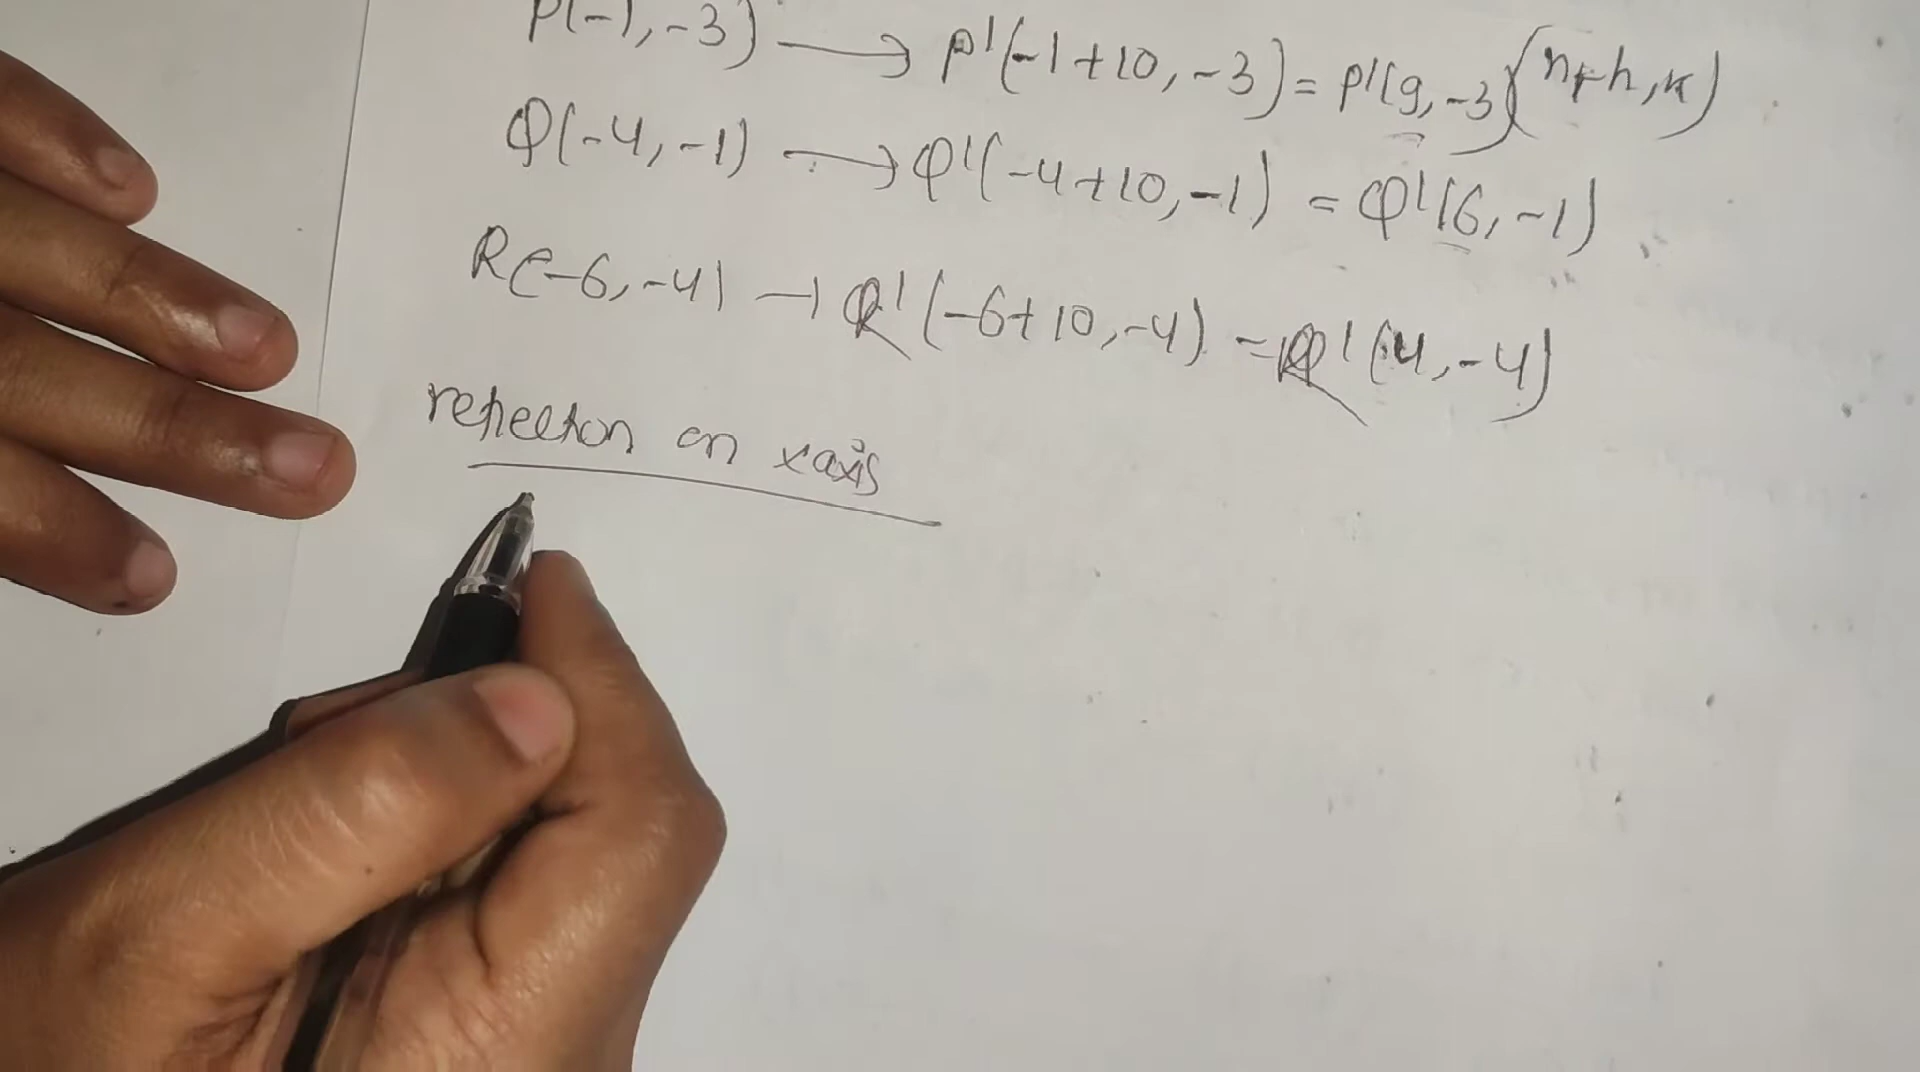 P(-1,-3) → P'(-1+10,-3) = P'(9,-3) (n+h,k)
Q(-4,-1) → Q'(-4+10,-1) = Q'(6,-1)
R(-6,-4) → R'(-6+10,-4) = R'(4,-4)
reflection on x axis